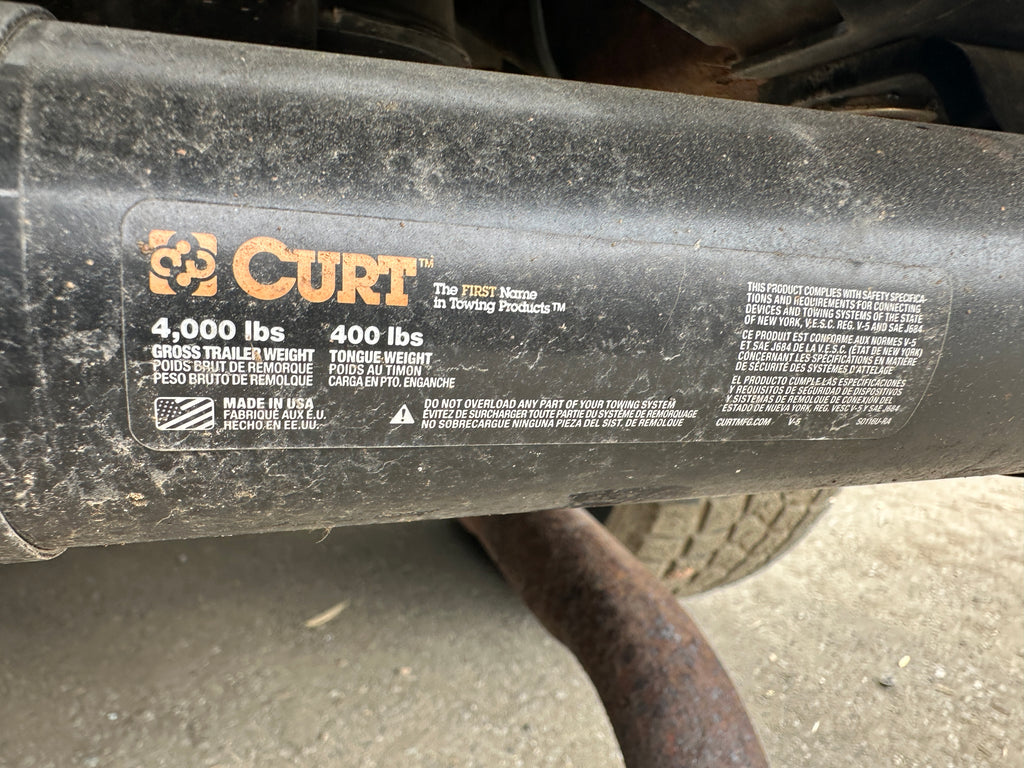 CURT™
The FIRST Name
in Towing Products™
4,000 lbs
GROSS TRAILER WEIGHT
POIDS BRUT DE REMORQUE
PESO BRUTO DE REMOLQUE
400 lbs
TONGUE WEIGHT
POIDS AU TIMON
CARGA EN PTO. ENGANCHE
MADE IN USA
FABRIQUÉ AUX É.U.
HECHO EN EE.UU.
DO NOT OVERLOAD ANY PART OF YOUR TOWING SYSTEM
ÉVITEZ DE SURCHARGER TOUTE PARTIE DU SYSTÈME DE REMORQUAGE
NO SOBRECARGUE NINGUNA PIEZA DEL SIST. DE REMOLQUE
THIS PRODUCT COMPLIES WITH SAFETY SPECIFICA-
TIONS AND REQUIREMENTS FOR CONNECTING
DEVICES AND TOWING SYSTEMS OF THE STATE
OF NEW YORK, V.E.S.C. REG. V-5 AND SAE J684.
CE PRODUIT EST CONFORME AUX NORMES V-5
ET SAE J684 DE LA V.E.S.C. (ÉTAT DE NEW YORK)
CONCERNANT LES SPÉCIFICATIONS EN MATIÈRE
DE SÉCURITÉ DES SYSTÈMES D'ATTELAGE
EL PRODUCTO CUMPLE LAS ESPECIFICACIONES
Y REQUISITOS DE SEGURIDAD DE DISPOSITIVOS
Y SISTEMAS DE REMOLQUE DE CONEXIÓN DEL
ESTADO DE NUEVA YORK, REG. VESC V-5 Y SAE J684.
CURTMFG.COM V-5